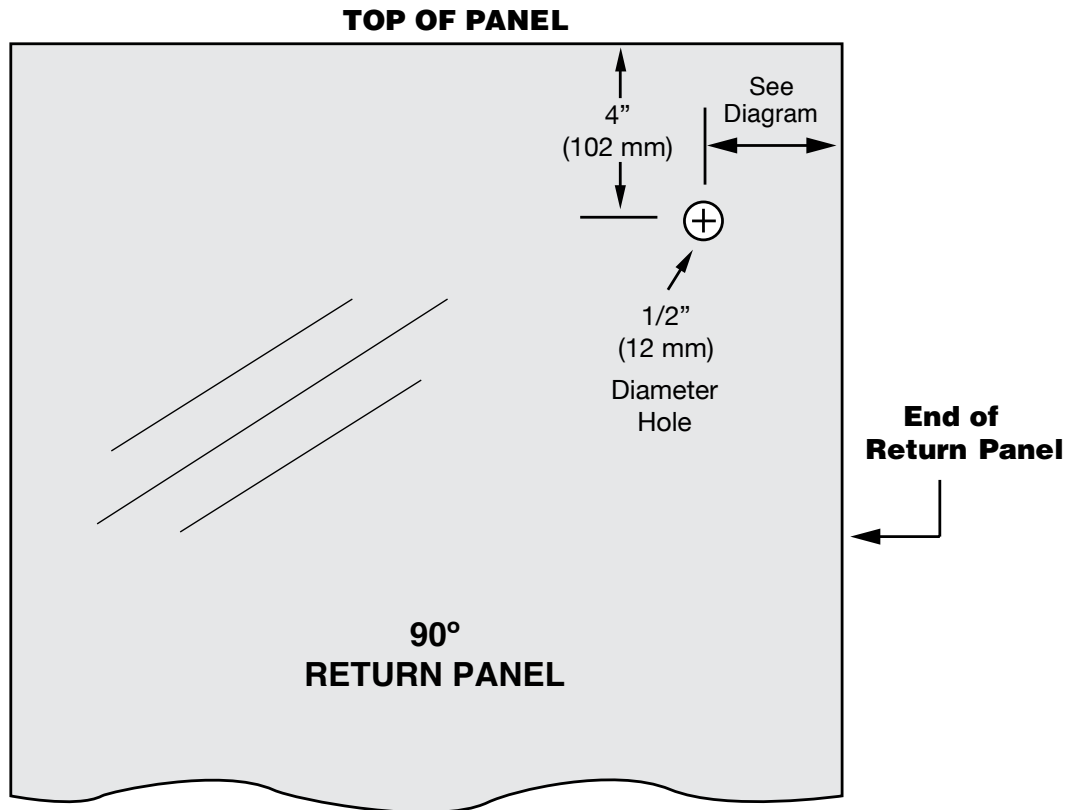 TOP OF PANEL
4”
(102 mm)
See
Diagram
1/2”
(12 mm)
Diameter
Hole
End of
Return Panel
90º
RETURN PANEL